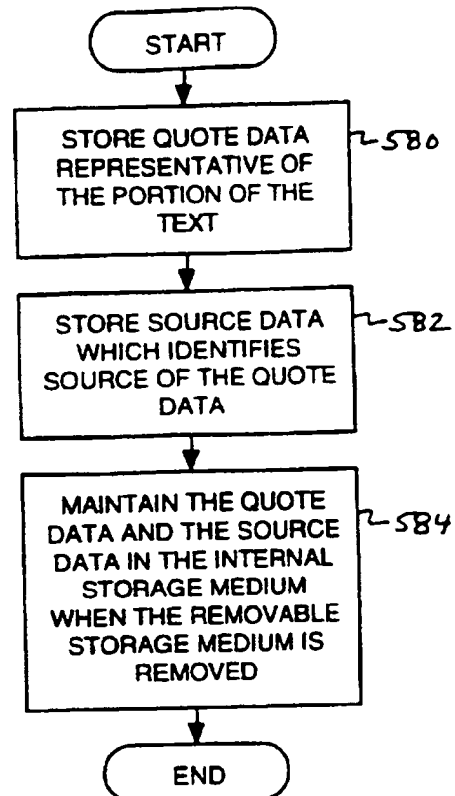 START
STORE QUOTE DATA
REPRESENTATIVE OF
THE PORTION OF THE
TEXT
580
STORE SOURCE DATA
WHICH IDENTIFIES
SOURCE OF THE QUOTE
DATA
582
MAINTAIN THE QUOTE
DATA AND THE SOURCE
DATA IN THE INTERNAL
STORAGE MEDIUM
WHEN THE REMOVABLE
STORAGE MEDIUM IS
REMOVED
584
END